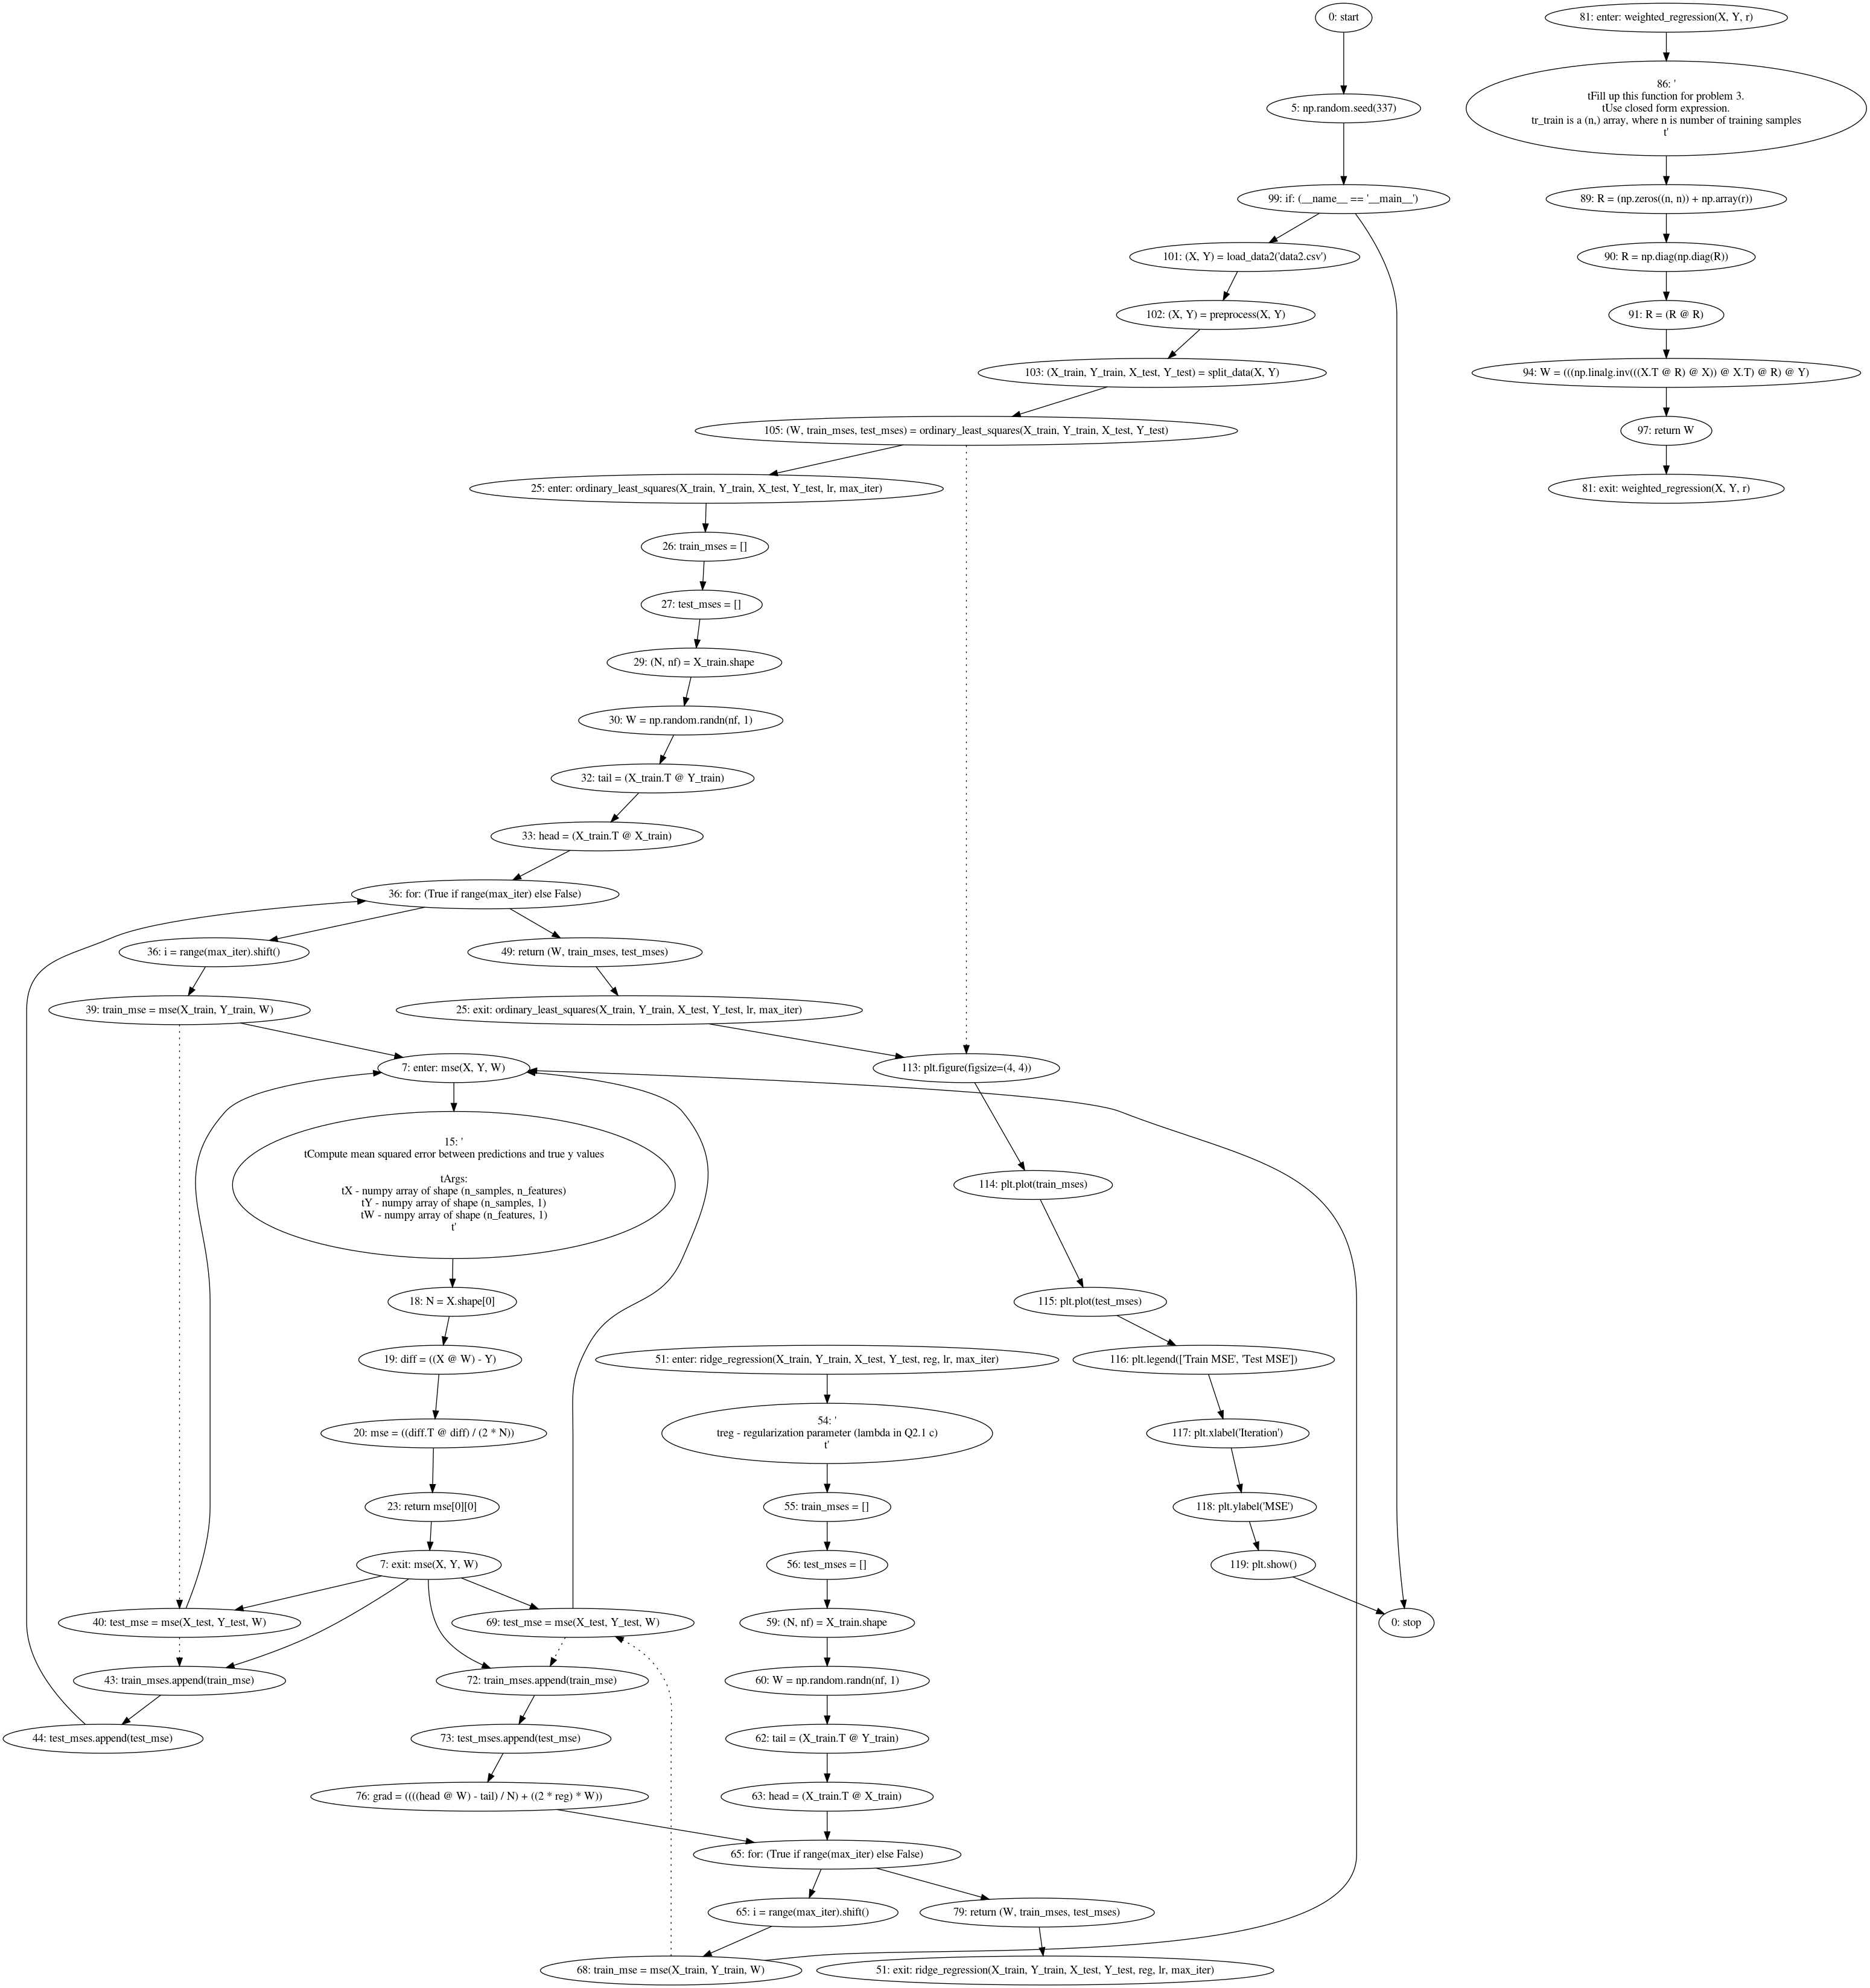 0: start
5: np.random.seed(337)
99: if: (__name__ == '__main__')
101: (X, Y) = load_data2('data2.csv')
102: (X, Y) = preprocess(X, Y)
103: (X_train, Y_train, X_test, Y_test) = split_data(X, Y)
105: (W, train_mses, test_mses) = ordinary_least_squares(X_train, Y_train, X_test, Y_test)
25: enter: ordinary_least_squares(X_train, Y_train, X_test, Y_test, lr, max_iter)
26: train_mses = []
27: test_mses = []
29: (N, nf) = X_train.shape
30: W = np.random.randn(nf, 1)
32: tail = (X_train.T @ Y_train)
33: head = (X_train.T @ X_train)
36: for: (True if range(max_iter) else False)
36: i = range(max_iter).shift()
49: return (W, train_mses, test_mses)
39: train_mse = mse(X_train, Y_train, W)
25: exit: ordinary_least_squares(X_train, Y_train, X_test, Y_test, lr, max_iter)
7: enter: mse(X, Y, W)
15: '
tCompute mean squared error between predictions and true y values
tArgs:
tX - numpy array of shape (n_samples, n_features)
tY - numpy array of shape (n_samples, 1)
tW - numpy array of shape (n_features, 1)
t'
18: N = X.shape[0]
19: diff = ((X @ W) - Y)
20: mse = ((diff.T @ diff) / (2 * N))
23: return mse[0][0]
7: exit: mse(X, Y, W)
40: test_mse = mse(X_test, Y_test, W)
43: train_mses.append(train_mse)
44: test_mses.append(test_mse)
69: test_mse = mse(X_test, Y_test, W)
72: train_mses.append(train_mse)
73: test_mses.append(test_mse)
76: grad = ((((head @ W) - tail) / N) + ((2 * reg) * W))
51: enter: ridge_regression(X_train, Y_train, X_test, Y_test, reg, lr, max_iter)
54: '
treg - regularization parameter (lambda in Q2.1 c)
t'
55: train_mses = []
56: test_mses = []
59: (N, nf) = X_train.shape
60: W = np.random.randn(nf, 1)
62: tail = (X_train.T @ Y_train)
63: head = (X_train.T @ X_train)
65: for: (True if range(max_iter) else False)
65: i = range(max_iter).shift()
79: return (W, train_mses, test_mses)
68: train_mse = mse(X_train, Y_train, W)
51: exit: ridge_regression(X_train, Y_train, X_test, Y_test, reg, lr, max_iter)
113: plt.figure(figsize=(4, 4))
114: plt.plot(train_mses)
115: plt.plot(test_mses)
116: plt.legend(['Train MSE', 'Test MSE'])
117: plt.xlabel('Iteration')
118: plt.ylabel('MSE')
119: plt.show()
0: stop
81: enter: weighted_regression(X, Y, r)
86: '
tFill up this function for problem 3.
tUse closed form expression.
tr_train is a (n,) array, where n is number of training samples
t'
89: R = (np.zeros((n, n)) + np.array(r))
90: R = np.diag(np.diag(R))
91: R = (R @ R)
94: W = (((np.linalg.inv(((X.T @ R) @ X)) @ X.T) @ R) @ Y)
97: return W
81: exit: weighted_regression(X, Y, r)